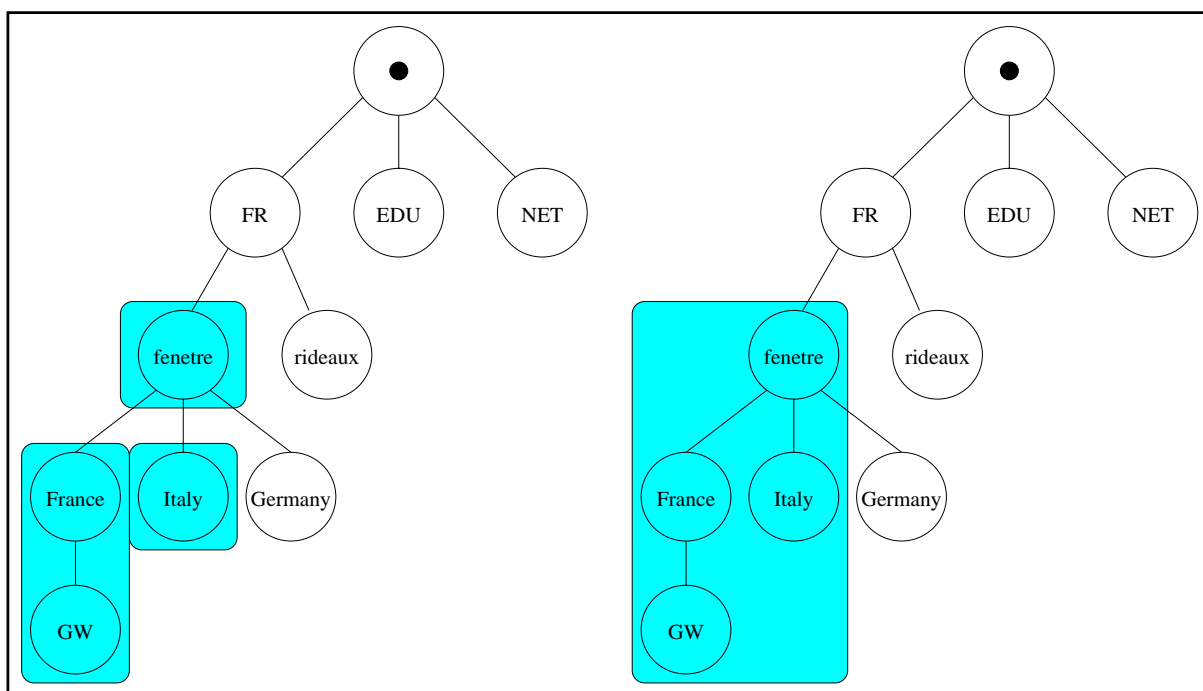 FR EDU NET
fenetre rideaux
France Italy Germany
GW
FR EDU NET
fenetre rideaux
France Italy Germany
GW